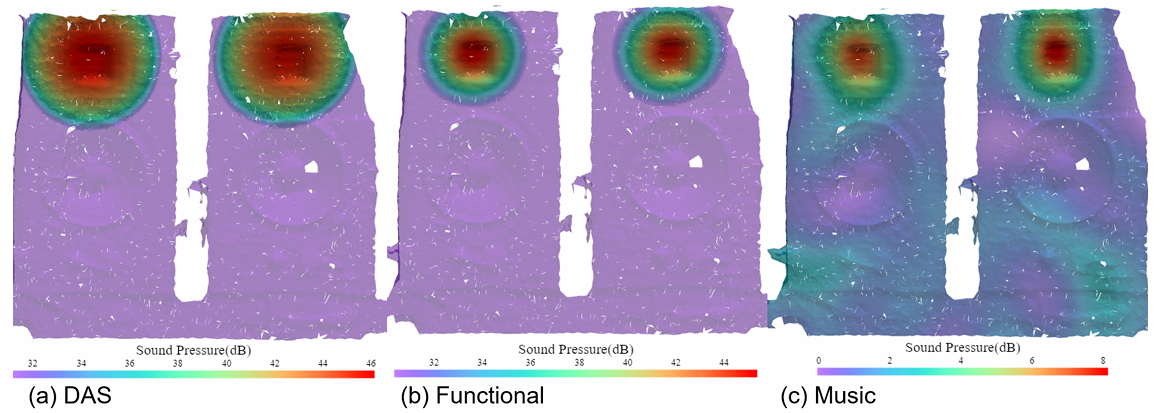 Sound Pressure(dB)
32 34 36 38 40 42 44 46
(a) DAS
Sound Pressure(dB)
32 34 36 38 40 42 44
(b) Functional
Sound Pressure(dB)
0 2 4 6 8
(c) Music